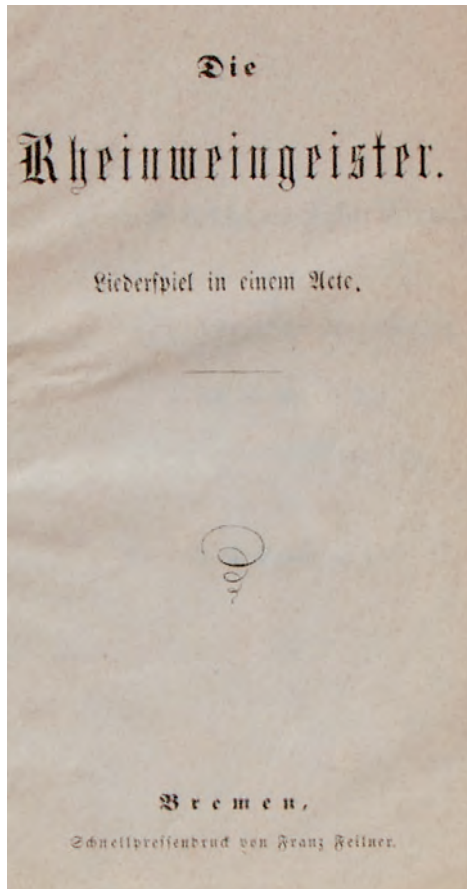 Die
Rheinweingeister.
Liederspiel in einem Acte.
Bremen,
Schnellpressendruck von Franz Feilner.